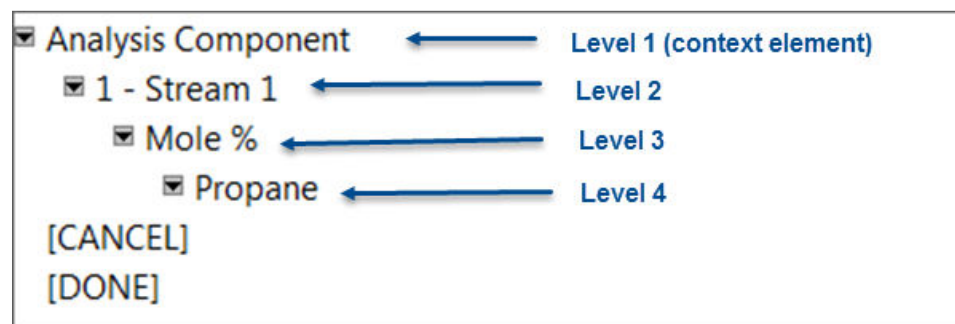 Analysis Component Level 1 (context element)
1 - Stream 1 Level 2
Mole % Level 3
Propane Level 4
[CANCEL]
[DONE]